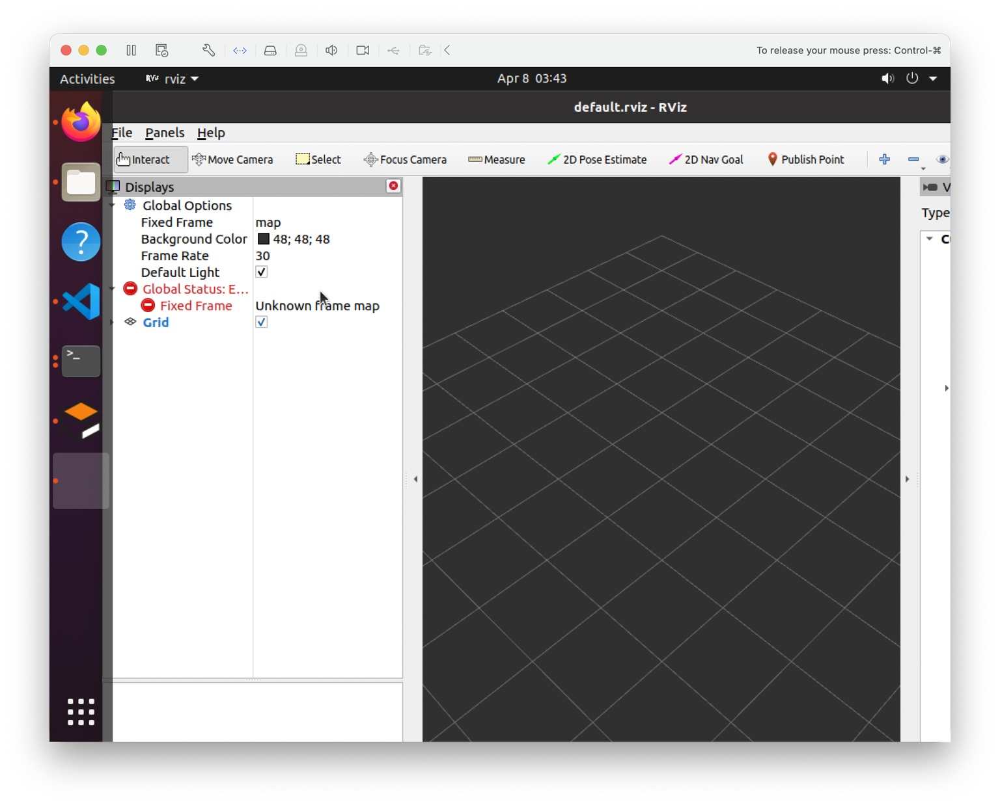 To release your mouse press: Control-⌘
Activities
RViz rviz
Apr 8 03:43
default.rviz - RViz
File Panels Help
Interact Move Camera Select Focus Camera Measure 2D Pose Estimate 2D Nav Goal Publish Point
Displays
Global Options
Fixed Frame map
Background Color 48; 48; 48
Frame Rate 30
Default Light
Global Status: E...
Fixed Frame Unknown frame map
Grid
Type